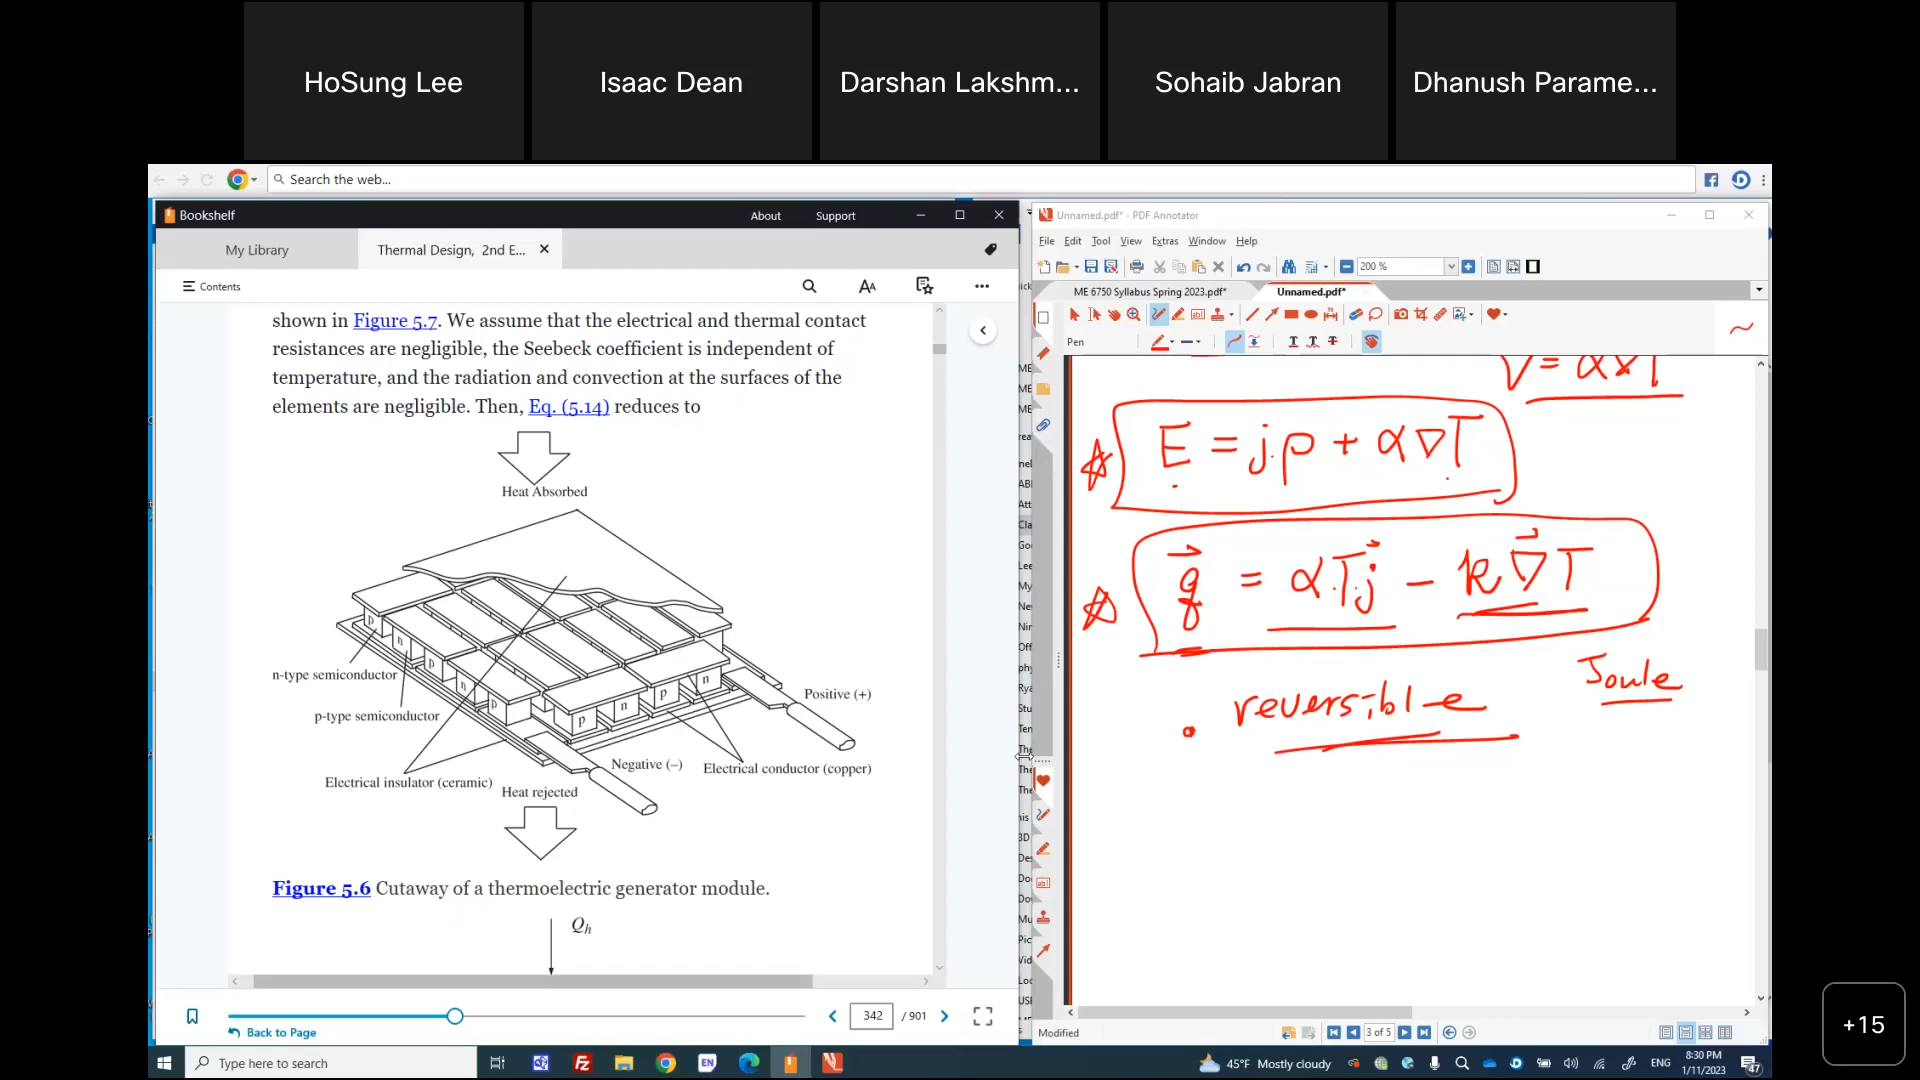 HoSung Lee
Isaac Dean
Darshan Lakshm...
Sohaib Jabran
Dhanush Parame...
Search the web...
Bookshelf
About
Support
My Library
Thermal Design, 2nd E...
Contents
shown in Figure 5.7. We assume that the electrical and thermal contact
resistances are negligible, the Seebeck coefficient is independent of
temperature, and the radiation and convection at the surfaces of the
elements are negligible. Then, Eq. (5.14) reduces to
Heat Absorbed
p
n
p
n
p
p
n
p
n
n-type semiconductor
p-type semiconductor
Positive (+)
Negative (–)
Electrical conductor (copper)
Electrical insulator (ceramic)
Heat rejected
Figure 5.6 Cutaway of a thermoelectric generator module.
Qh
Back to Page
342
/ 901
Unnamed.pdf* - PDF Annotator
File Edit Tool View Extras Window Help
200 %
ME 6750 Syllabus Spring 2023.pdf*
Unnamed.pdf*
Pen
E = j.ρ + α∇T
q⃗ = αTj⃗ – k∇⃗T
Joule
• reversible
Modified
3 of 5
Type here to search
45°F Mostly cloudy
ENG
8:30 PM
1/11/2023
47
+15